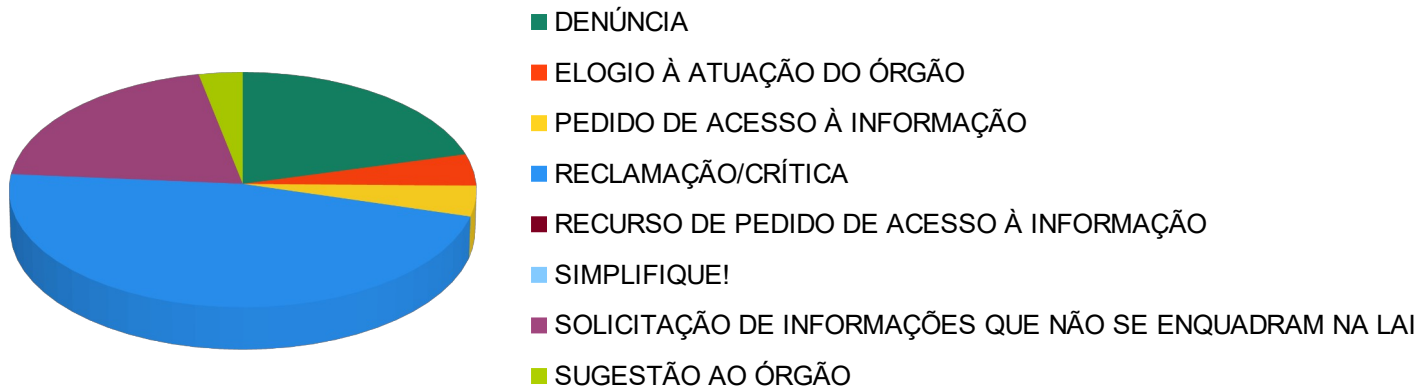 DENÚNCIA
ELOGIO À ATUAÇÃO DO ÓRGÃO
PEDIDO DE ACESSO À INFORMAÇÃO
RECLAMAÇÃO/CRÍTICA
RECURSO DE PEDIDO DE ACESSO À INFORMAÇÃO
SIMPLIFIQUE!
SOLICITAÇÃO DE INFORMAÇÕES QUE NÃO SE ENQUADRAM NA LAI
SUGESTÃO AO ÓRGÃO